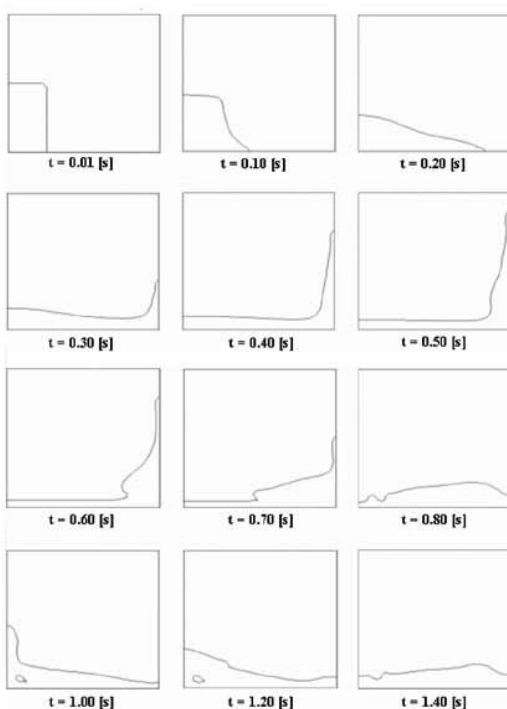 t = 0.01 [s]
t = 0.10 [s]
t = 0.20 [s]
t = 0.30 [s]
t = 0.40 [s]
t = 0.50 [s]
t = 0.60 [s]
t = 0.70 [s]
t = 0.80 [s]
t = 1.00 [s]
t = 1.20 [s]
t = 1.40 [s]